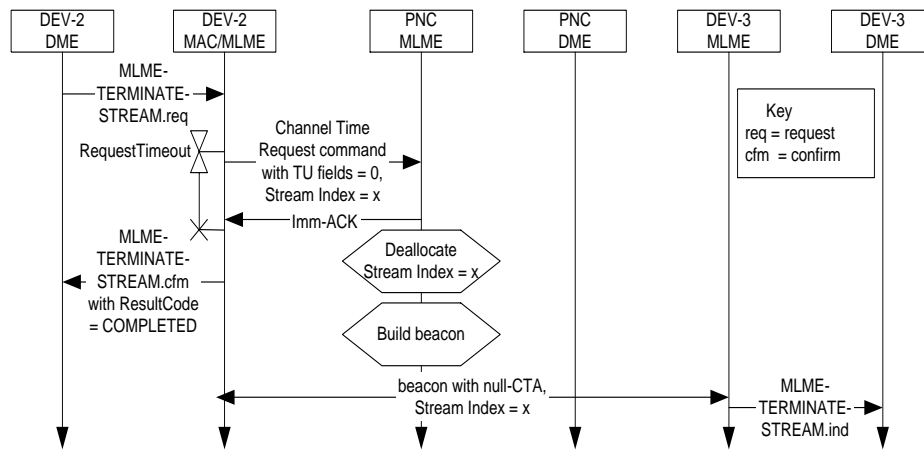 DEV-2
DME
DEV-2
MAC/MLME
PNC
MLME
PNC
DME
DEV-3
MLME
DEV-3
DME
MLME-
TERMINATE-
STREAM.req
Key
req = request
cfm = confirm
RequestTimeout
Channel Time
Request command
with TU fields = 0,
Stream Index = x
Imm-ACK
MLME-
TERMINATE-
STREAM.cfm
with ResultCode
= COMPLETED
Deallocate
Stream Index = x
Build beacon
beacon with null-CTA,
Stream Index = x
MLME-
TERMINATE-
STREAM.ind